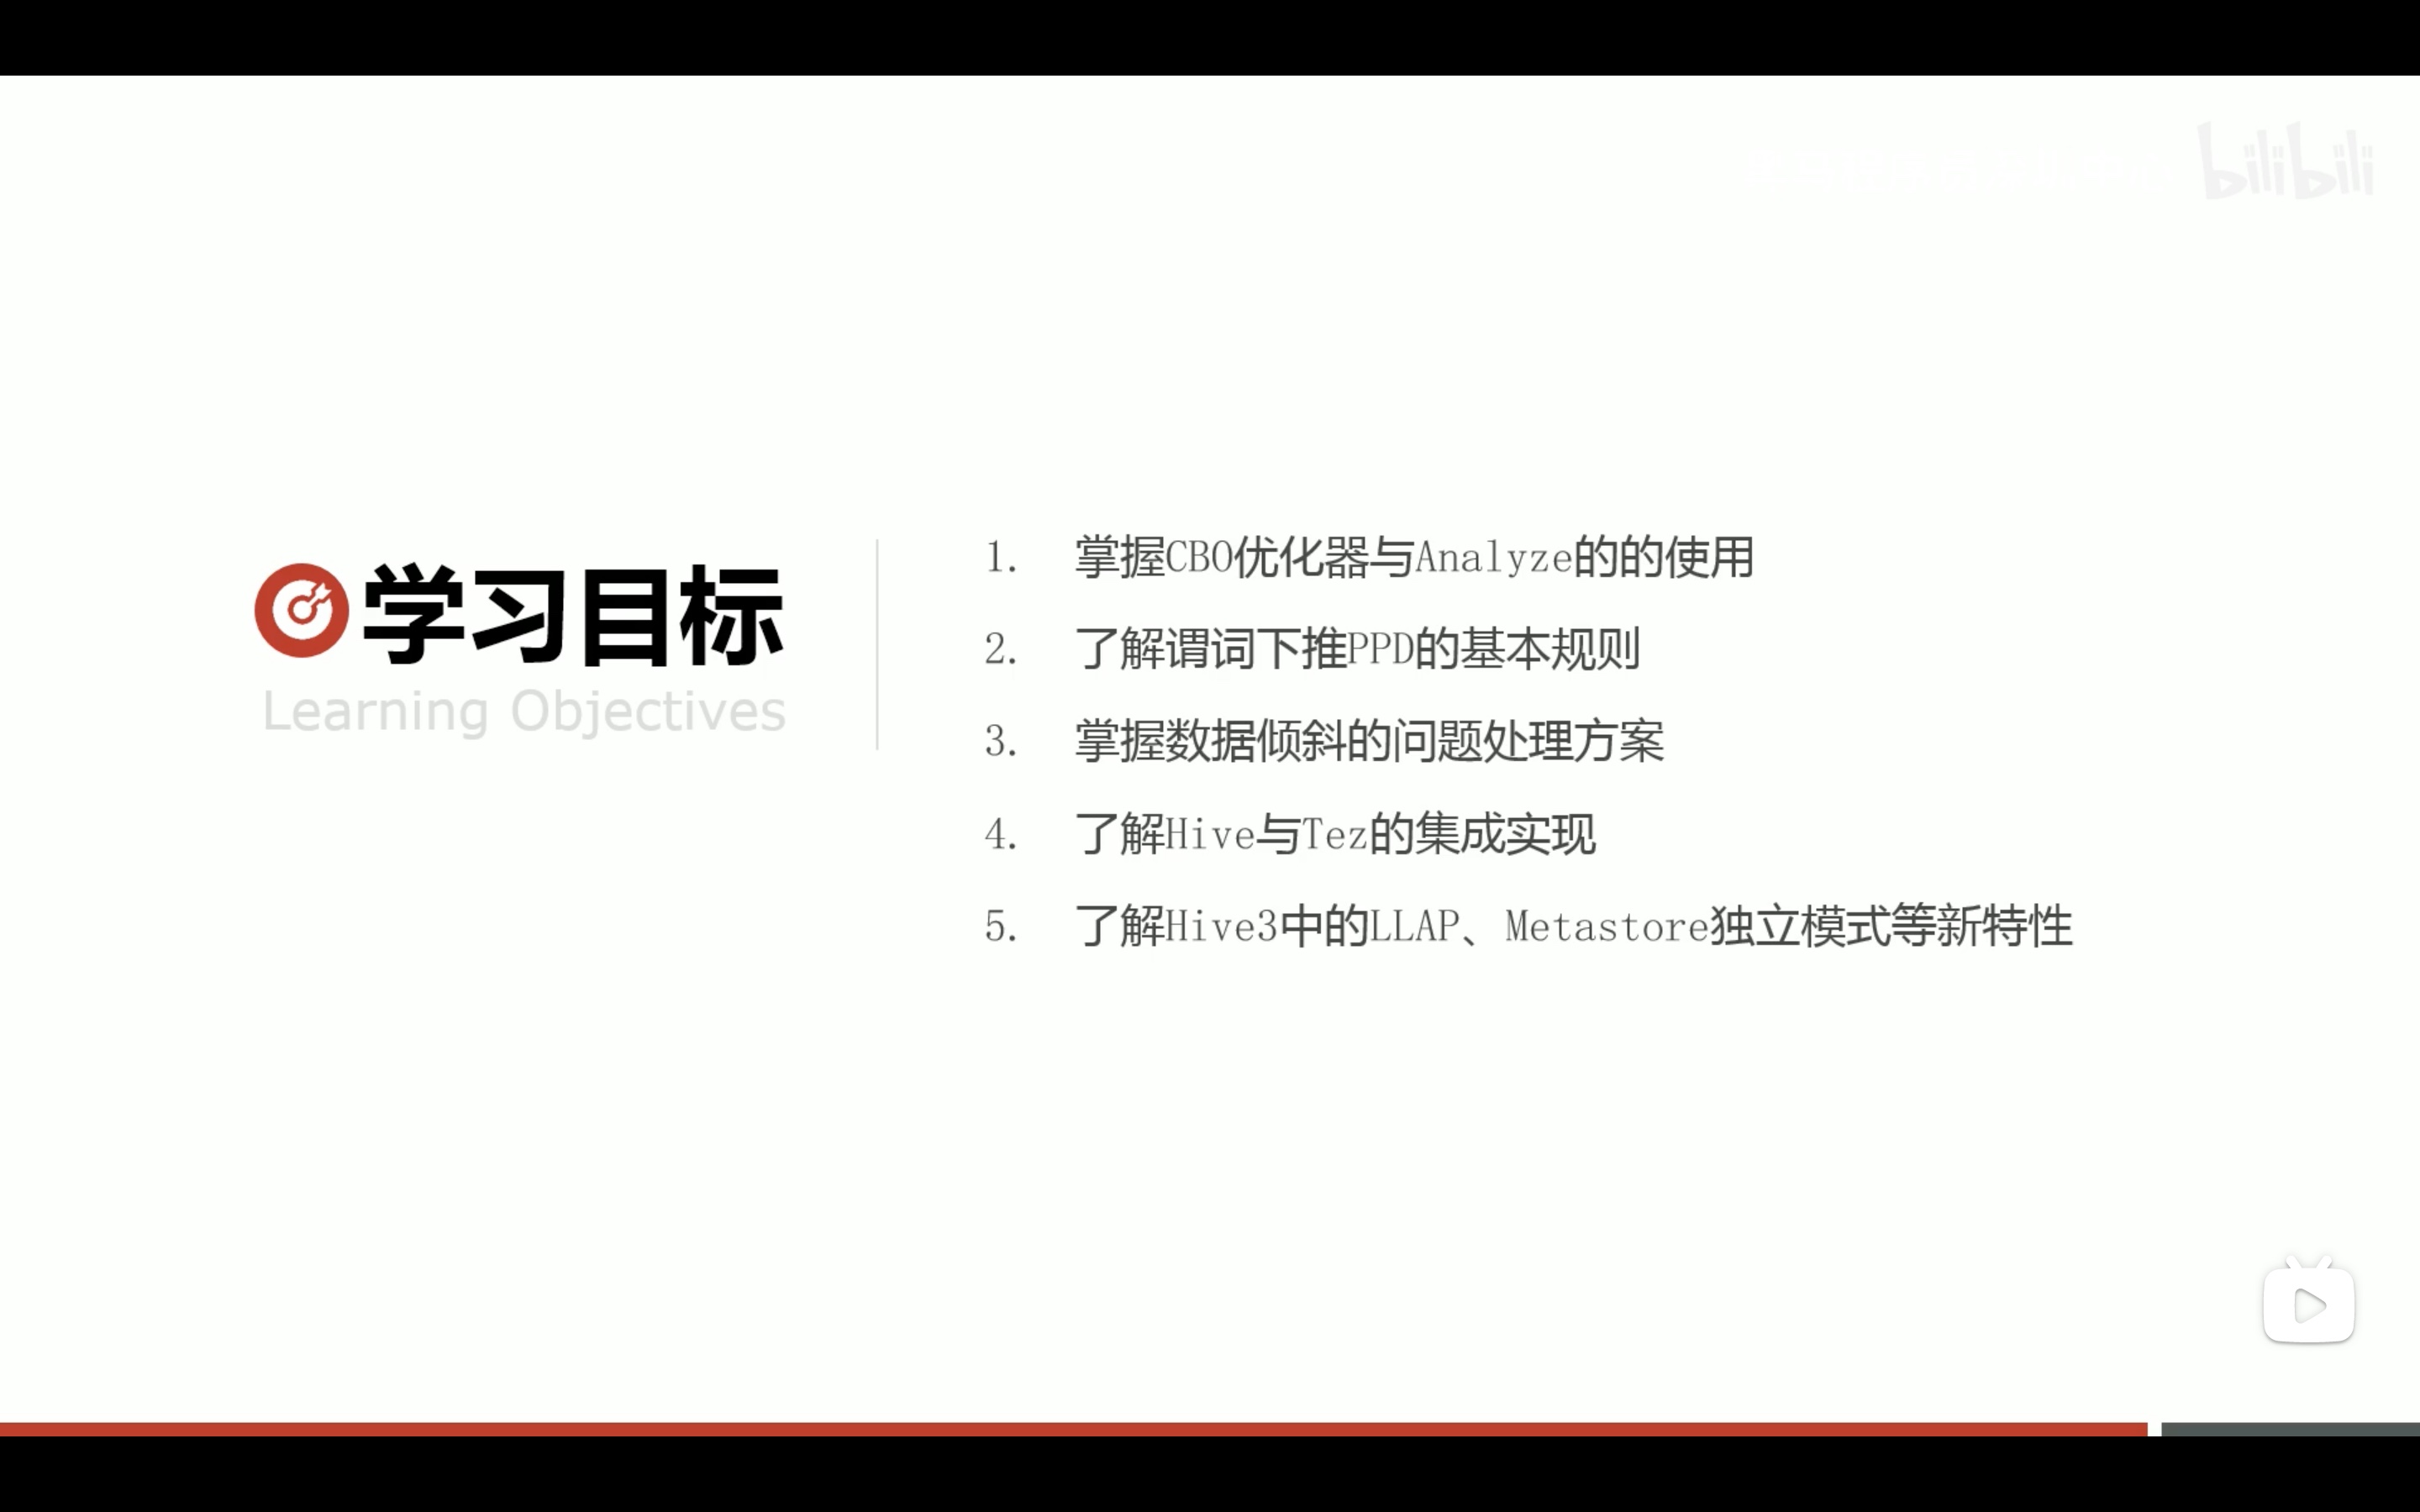 bilibili
学习目标
Learning Objectives
1. 掌握CBO优化器与Analyze的的使用
2. 了解谓词下推PPD的基本规则
3. 掌握数据倾斜的问题处理方案
4. 了解Hive与Tez的集成实现
5. 了解Hive3中的LLAP、Metastore独立模式等新特性